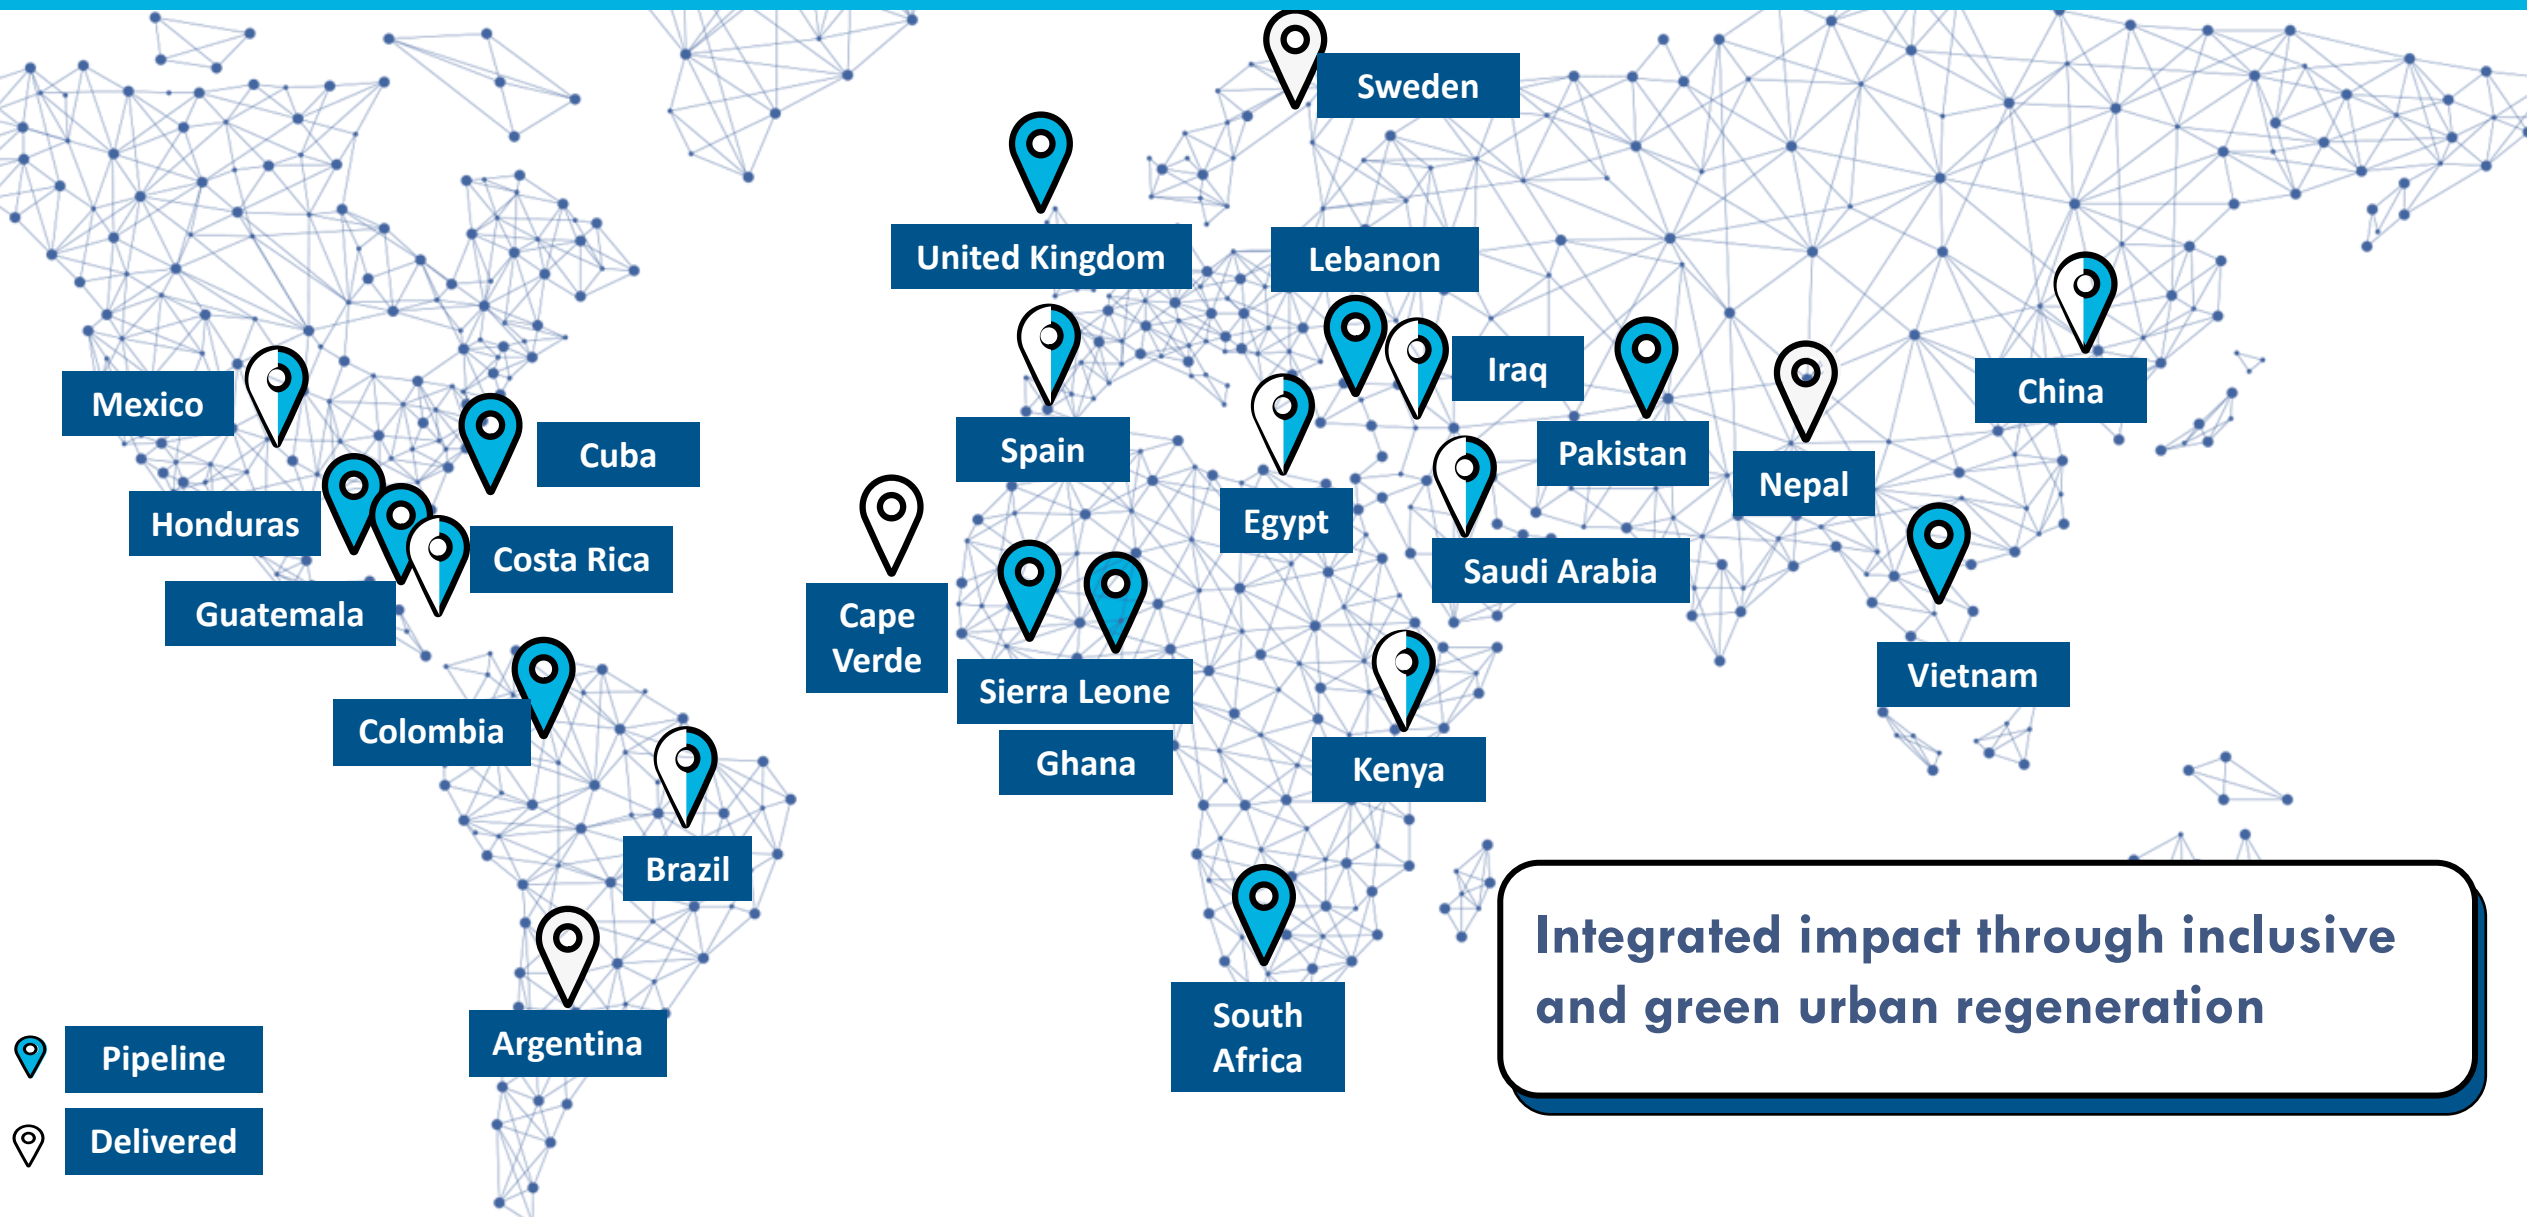 Sweden
United Kingdom
Lebanon
Iraq
China
Mexico
Cuba
Spain
Pakistan
Nepal
Honduras
Egypt
Costa Rica
Saudi Arabia
Guatemala
Cape
Verde
Sierra Leone
Vietnam
Colombia
Ghana
Kenya
Brazil
Integrated impact through inclusive
and green urban regeneration
South
Africa
Argentina
Pipeline
Delivered